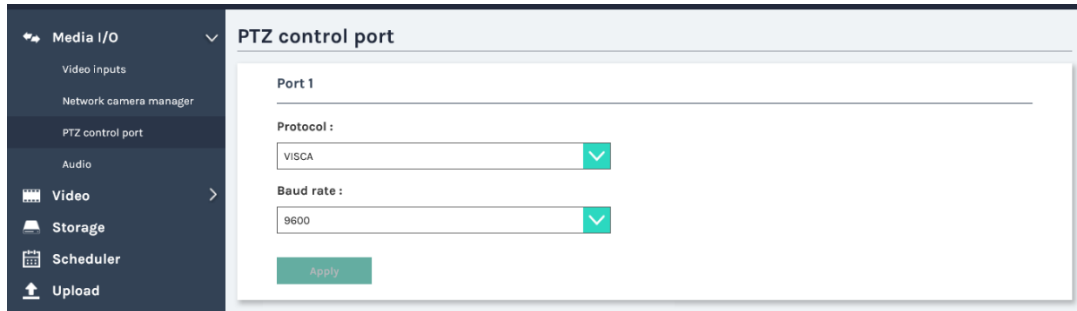 Media I/O
Video inputs
Network camera manager
PTZ control port
Audio
Video
Storage
Scheduler
Upload
PTZ control port
Port 1
Protocol :
VISCA
Baud rate :
9600
Apply